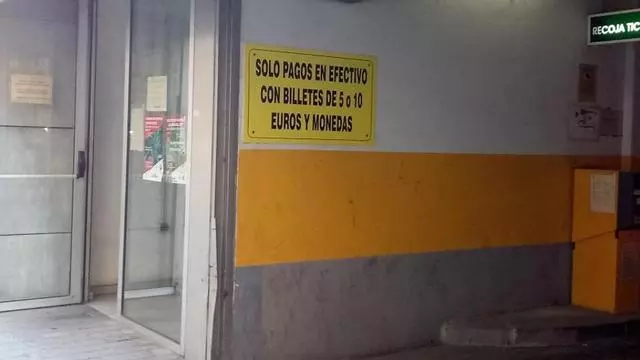 SOLO PAGOS EN EFECTIVO
CON BILLETES DE 5 o 10
EUROS Y MONEDAS
RECOJA TIC